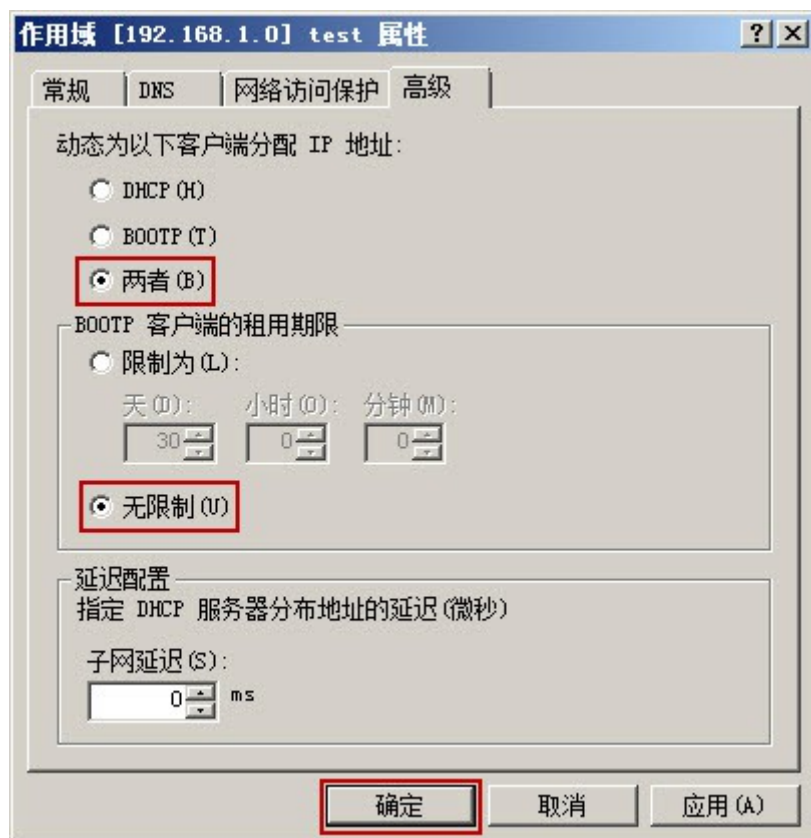 作用域 [192.168.1.0] test 属性
常规 DNS 网络访问保护 高级
动态为以下客户端分配 IP 地址:
DHCP(H)
BOOTP(T)
两者(B)
BOOTP 客户端的租用期限
限制为(L):
天(D): 小时(O): 分钟(M):
30 0 0
无限制(U)
延迟配置
指定 DHCP 服务器分布地址的延迟(微秒)
子网延迟(S):
0 ms
确定 取消 应用(A)